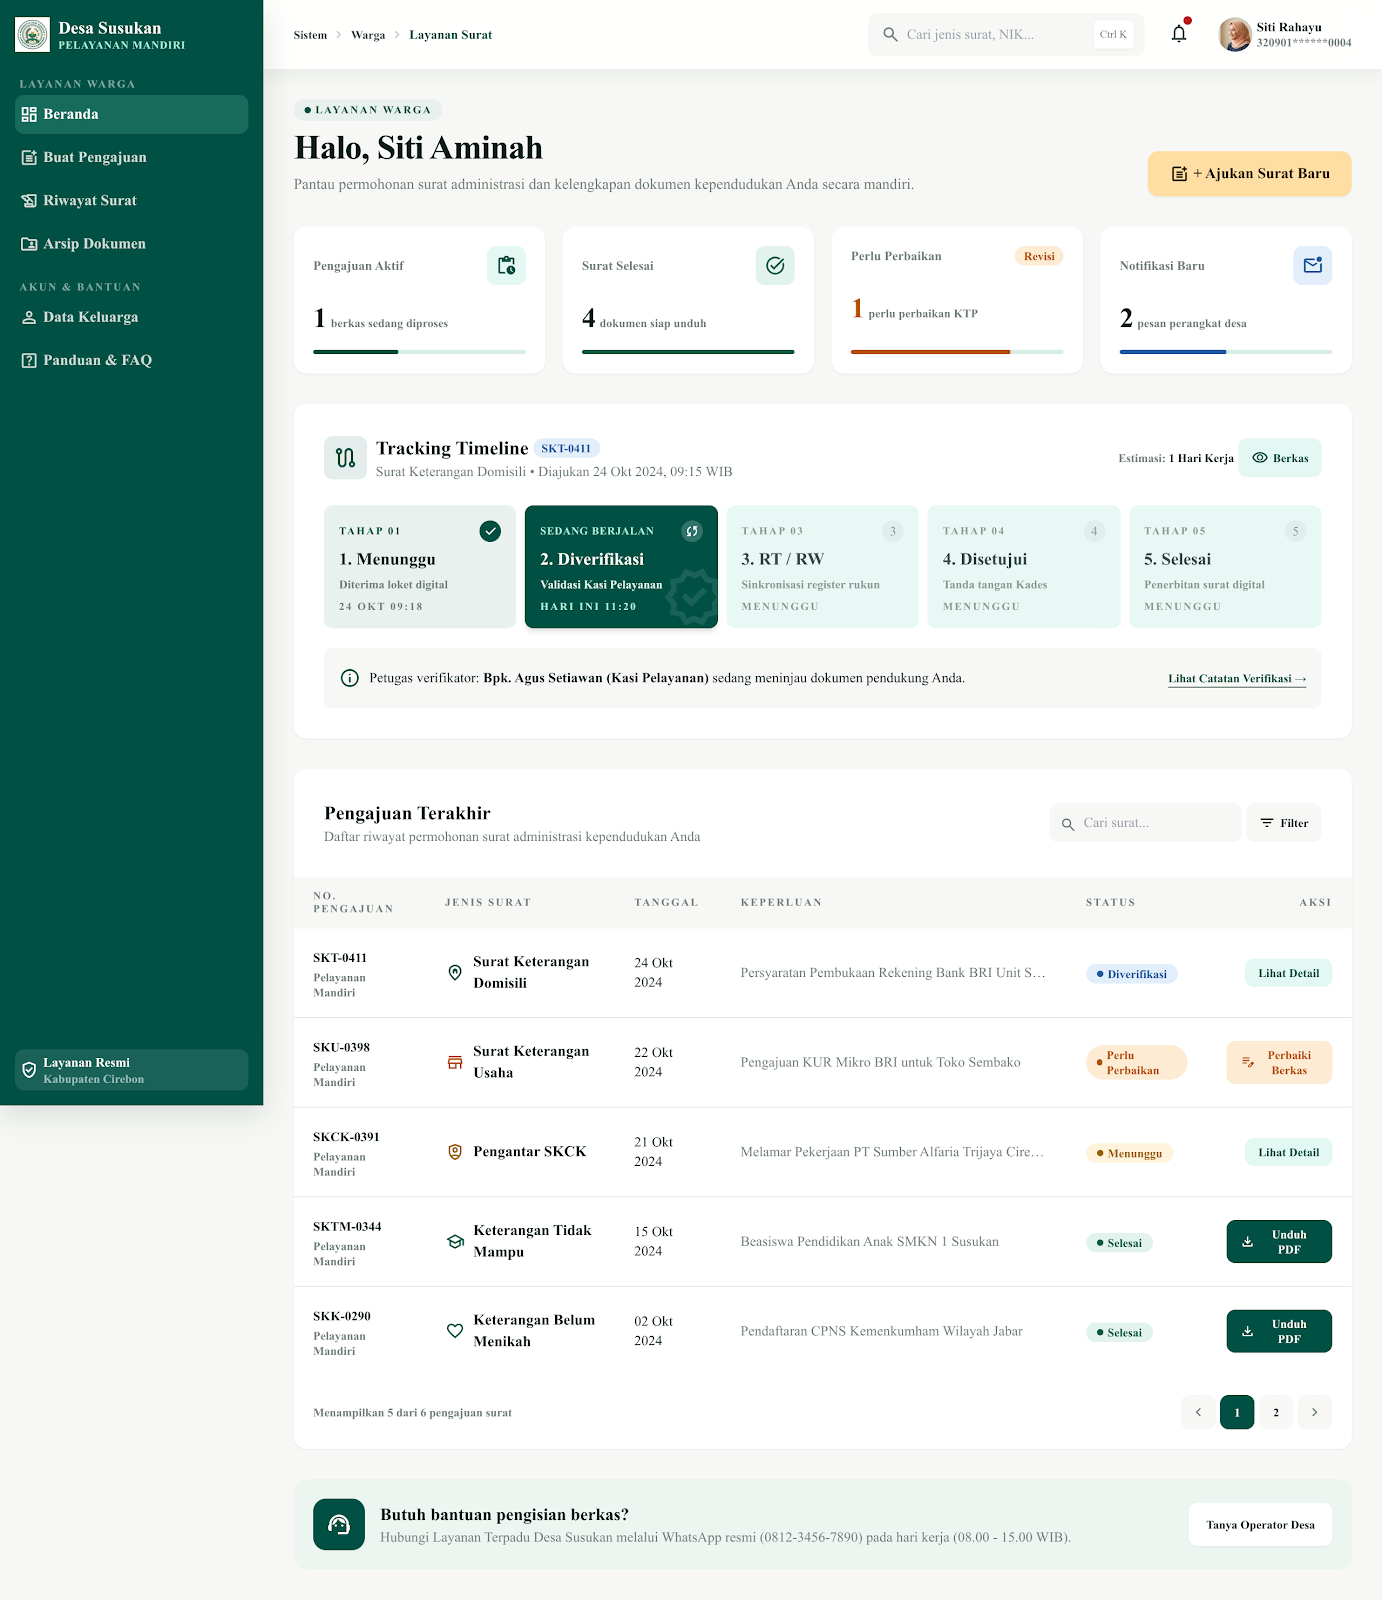 Desa Susukan
PELAYANAN MANDIRI
LAYANAN WARGA
Beranda
Buat Pengajuan
Riwayat Surat
Arsip Dokumen
AKUN & BANTUAN
Data Keluarga
Panduan & FAQ
Layanan Resmi
Kabupaten Cirebon
Sistem > Warga > Layanan Surat
Cari jenis surat, NIK...
Ctrl K
Siti Rahayu
320901******0004
LAYANAN WARGA
Halo, Siti Aminah
Pantau permohonan surat administrasi dan kelengkapan dokumen kependudukan Anda secara mandiri.
+ Ajukan Surat Baru
Pengajuan Aktif
1 berkas sedang diproses
Surat Selesai
4 dokumen siap unduh
Perlu Perbaikan
Revisi
1 perlu perbaikan KTP
Notifikasi Baru
2 pesan perangkat desa
Tracking Timeline SKT-0411
Surat Keterangan Domisili • Diajukan 24 Okt 2024, 09:15 WIB
Estimasi: 1 Hari Kerja
Berkas
TAHAP 01
1. Menunggu
Diterima loket digital
24 OKT 09:18
SEDANG BERJALAN
2. Diverifikasi
Validasi Kasi Pelayanan
HARI INI 11:20
TAHAP 03 3
3. RT / RW
Sinkronisasi register rukun
MENUNGGU
TAHAP 04 4
4. Disetujui
Tanda tangan Kades
MENUNGGU
TAHAP 05 5
5. Selesai
Penerbitan surat digital
MENUNGGU
Petugas verifikator: Bpk. Agus Setiawan (Kasi Pelayanan) sedang meninjau dokumen pendukung Anda.
Lihat Catatan Verifikasi →
Pengajuan Terakhir
Daftar riwayat permohonan surat administrasi kependudukan Anda
Cari surat...
Filter
NO.
PENGAJUAN
JENIS SURAT
TANGGAL
KEPERLUAN
STATUS
AKSI
SKT-0411
Pelayanan
Mandiri
Surat Keterangan
Domisili
24 Okt
2024
Persyaratan Pembukaan Rekening Bank BRI Unit S...
Diverifikasi
Lihat Detail
SKU-0398
Pelayanan
Mandiri
Surat Keterangan
Usaha
22 Okt
2024
Pengajuan KUR Mikro BRI untuk Toko Sembako
Perlu
Perbaikan
Perbaiki
Berkas
SKCK-0391
Pelayanan
Mandiri
Pengantar SKCK
21 Okt
2024
Melamar Pekerjaan PT Sumber Alfaria Trijaya Cire...
Menunggu
Lihat Detail
SKTM-0344
Pelayanan
Mandiri
Keterangan Tidak
Mampu
15 Okt
2024
Beasiswa Pendidikan Anak SMKN 1 Susukan
Selesai
Unduh
PDF
SKK-0290
Pelayanan
Mandiri
Keterangan Belum
Menikah
02 Okt
2024
Pendaftaran CPNS Kemenkumham Wilayah Jabar
Selesai
Unduh
PDF
Menampilkan 5 dari 6 pengajuan surat
1
2
Butuh bantuan pengisian berkas?
Hubungi Layanan Terpadu Desa Susukan melalui WhatsApp resmi (0812-3456-7890) pada hari kerja (08.00 - 15.00 WIB).
Tanya Operator Desa